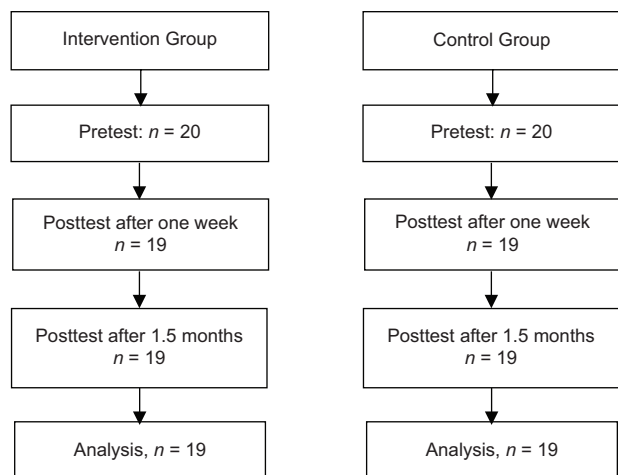 Intervention Group
Pretest: n = 20
Posttest after one week
n = 19
Posttest after 1.5 months
n = 19
Analysis, n = 19
Control Group
Pretest: n = 20
Posttest after one week
n = 19
Posttest after 1.5 months
n = 19
Analysis, n = 19